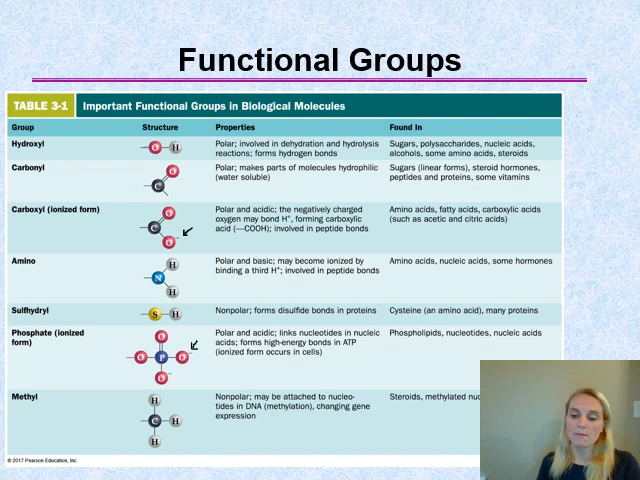 Functional Groups
TABLE 3-1 Important Functional Groups in Biological Molecules
Group Structure Properties Found In
Hydroxyl O H Polar; involved in dehydration and hydrolysis Sugars, polysaccharides, nucleic acids,
reactions; forms hydrogen bonds alcohols, some amino acids, steroids
Carbonyl O Polar; makes parts of molecules hydrophilic Sugars (linear forms), steroid hormones,
(water soluble) peptides and proteins, some vitamins
C
Carboxyl (ionized form) O Polar and acidic; the negatively charged Amino acids, fatty acids, carboxylic acids
oxygen may bond H⁺, forming carboxylic (such as acetic and citric acids)
C acid (—COOH); involved in peptide bonds
O⁻
Amino H Polar and basic; may become ionized by Amino acids, nucleic acids, some hormones
binding a third H⁺; involved in peptide bonds
N
H
Sulfhydryl S H Nonpolar; forms disulfide bonds in proteins Cysteine (an amino acid), many proteins
Phosphate (ionized O Polar and acidic; links nucleotides in nucleic Phospholipids, nucleotides, nucleic acids
form) acids; forms high-energy bonds in ATP
O P O⁻ (ionized form occurs in cells)
O⁻
Methyl H Nonpolar; may be attached to nucleo- Steroids, methylated
tides in DNA (methylation), changing gene
C H expression
H
© 2017 Pearson Education, Inc.